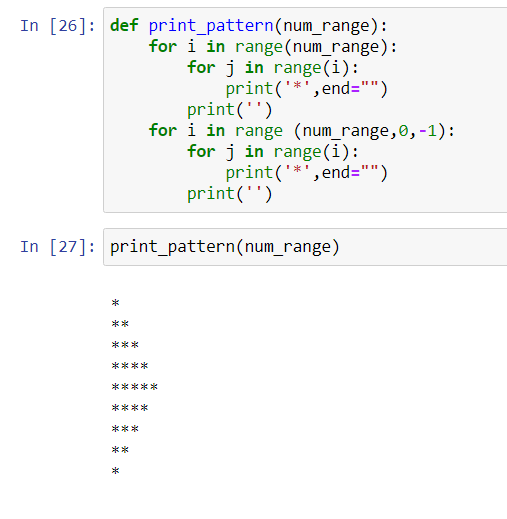 In [26]: def print_pattern(num_range):
    for i in range(num_range):
        for j in range(i):
            print('*',end="")
        print('')
    for i in range (num_range,0,-1):
        for j in range(i):
            print('*',end="")
        print('')
In [27]: print_pattern(num_range)
*
**
***
****
*****
****
***
**
*